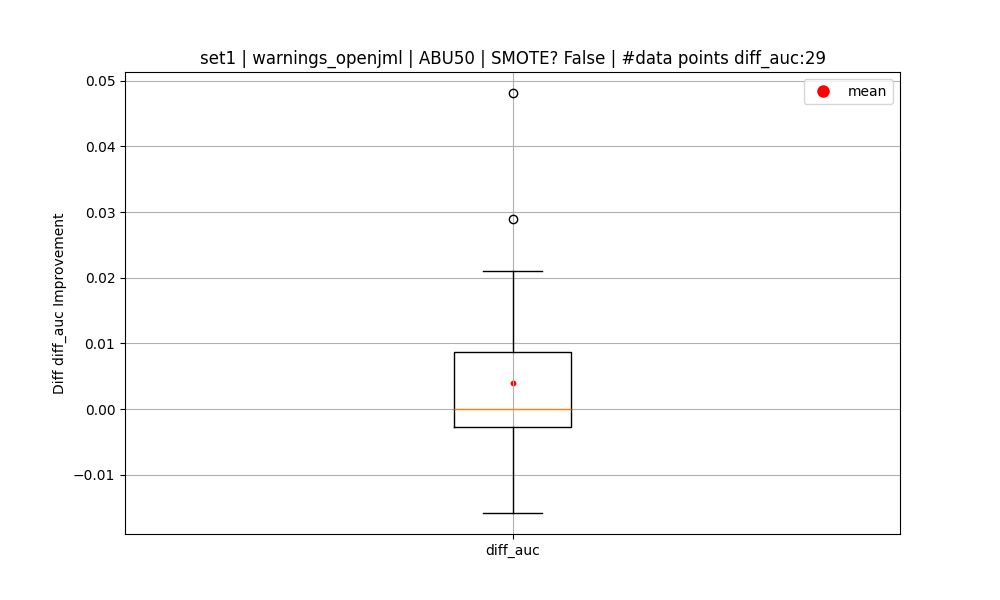 set1 | warnings_openjml | ABU50 | SMOTE? False | #data points diff_auc:29
mean
Diff diff_auc Improvement
0.05
0.04
0.03
0.02
0.01
0.00
−0.01
diff_auc